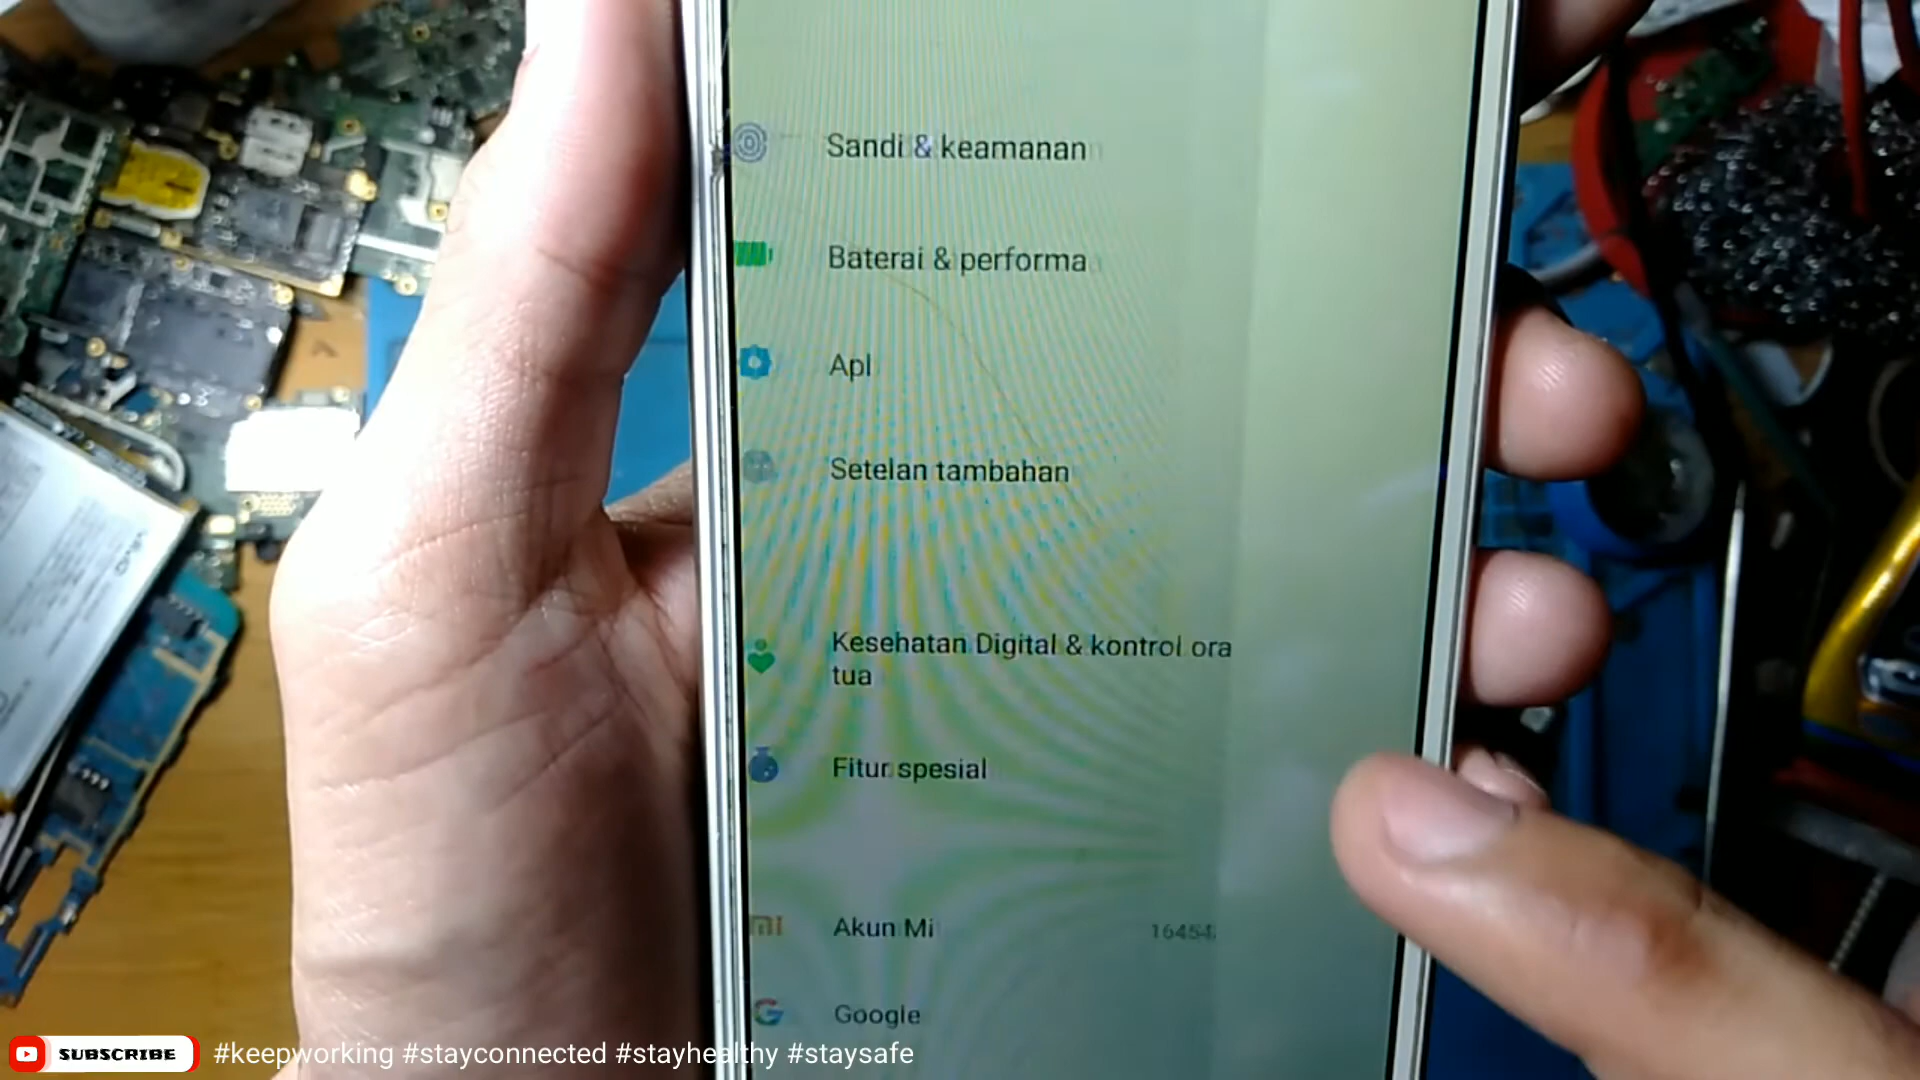 Sandi & keamanan
Baterai & performa
Apl
Setelan tambahan
Kesehatan Digital & kontrol ora
tua
Fitur spesial
Akun Mi 16454
Google
SUBSCRIBE #keepworking #stayconnected #stayhealthy #staysafe